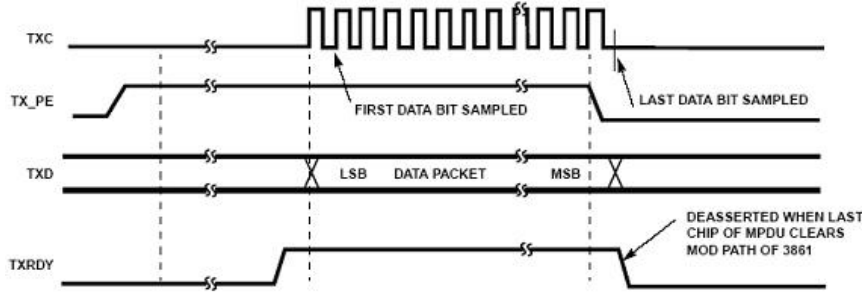 TXC
TX_PE
FIRST DATA BIT SAMPLED
LAST DATA BIT SAMPLED
TXD
LSB DATA PACKET MSB
DEASSERTED WHEN LAST
CHIP OF MPDU CLEARS
MOD PATH OF 3861
TXRDY